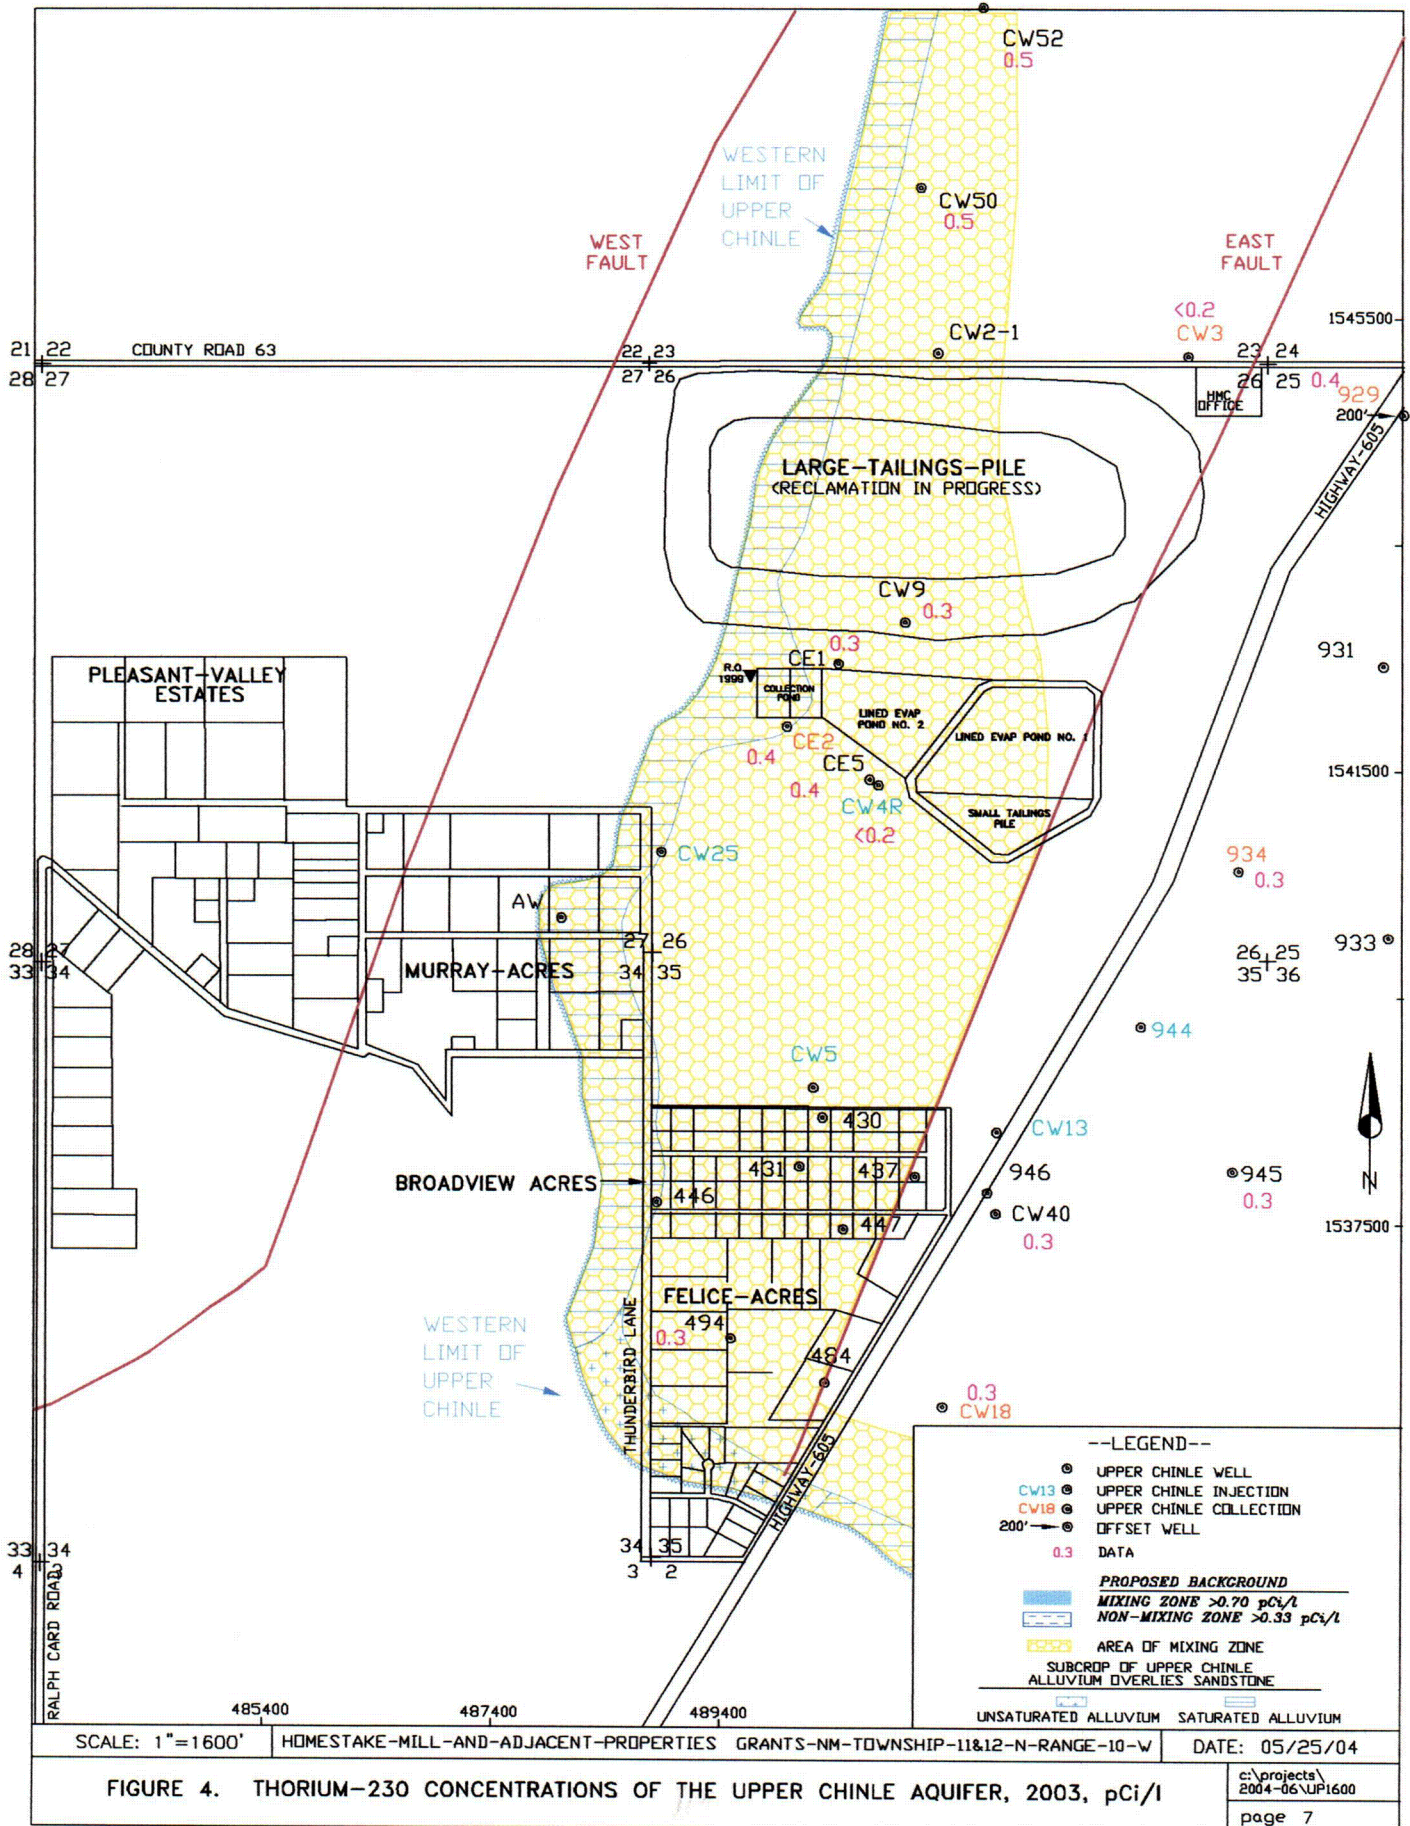 CW52
0.5
WESTERN
LIMIT OF
UPPER
CHINLE
CW50
0.5
WEST
FAULT
EAST
FAULT
<0.2
CW3
1545500
CW2-1
21 22
28 27
COUNTY ROAD 63
22 23
27 26
23 24
26 25
0.4
929
200'
HMC
OFFICE
HIGHWAY-605
LARGE-TAILINGS-PILE
(RECLAMATION IN PROGRESS)
CW9
0.3
0.3
CE1
931
PLEASANT-VALLEY
ESTATES
R.O.
1999
COLLECTION
POND
LINED EVAP
POND NO. 2
LINED EVAP POND NO. 1
CE2
0.4
CE5
0.4
1541500
CW4R
<0.2
SMALL TAILINGS
PILE
CW25
934
0.3
AW
933
28 27
33 34
27 26
34 35
26 25
35 36
MURRAY-ACRES
944
CW5
430
CW13
431
437
946
945
0.3
N
BROADVIEW ACRES
446
447
CW40
0.3
1537500
FELICE-ACRES
494
0.3
484
WESTERN
LIMIT OF
UPPER
CHINLE
THUNDERBIRD LANE
0.3
CW18
HIGHWAY-605
33 34
4 3
34 35
3 2
RALPH CARD ROAD
485400
487400
489400
--LEGEND--
UPPER CHINLE WELL
CW13 UPPER CHINLE INJECTION
CW18 UPPER CHINLE COLLECTION
200' OFFSET WELL
0.3 DATA
PROPOSED BACKGROUND
MIXING ZONE >0.70 pCi/l
NON-MIXING ZONE >0.33 pCi/l
AREA OF MIXING ZONE
SUBCROP OF UPPER CHINLE
ALLUVIUM OVERLIES SANDSTONE
UNSATURATED ALLUVIUM SATURATED ALLUVIUM
SCALE: 1"=1600'
HOMESTAKE-MILL-AND-ADJACENT-PROPERTIES GRANTS-NM-TOWNSHIP-11&12-N-RANGE-10-W
DATE: 05/25/04
FIGURE 4. THORIUM-230 CONCENTRATIONS OF THE UPPER CHINLE AQUIFER, 2003, pCi/l
c:\projects\
2004-06\UP1600
page 7